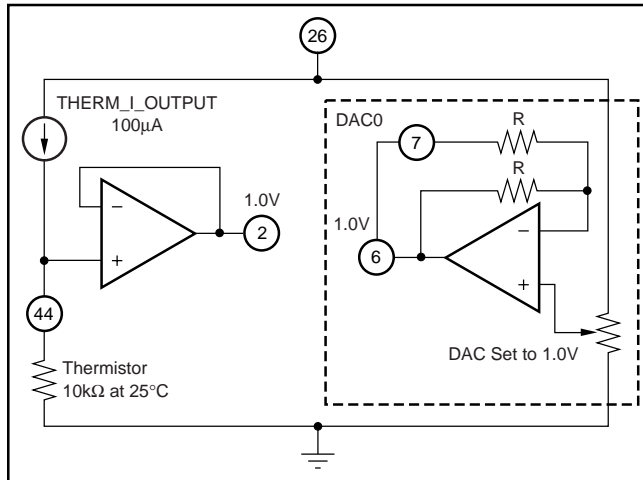 26
THERM_I_OUTPUT
100µA
DAC0
R
7
R
1.0V
−
2
+
1.0V
6
−
+
44
Thermistor
10kΩ at 25°C
DAC Set to 1.0V